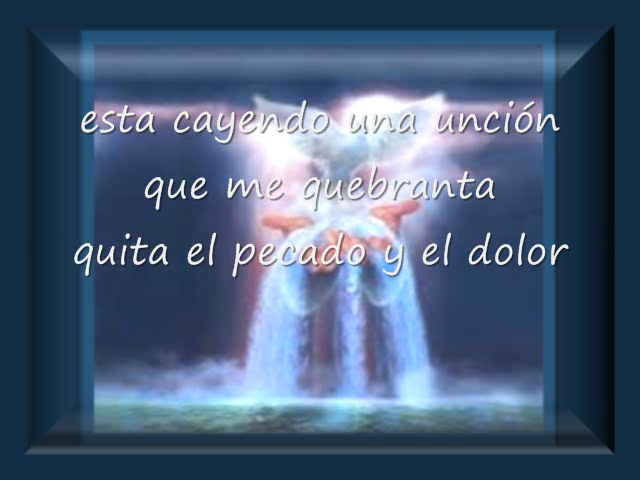 esta cayendo una unción
que me quebranta
quita el pecado y el dolor